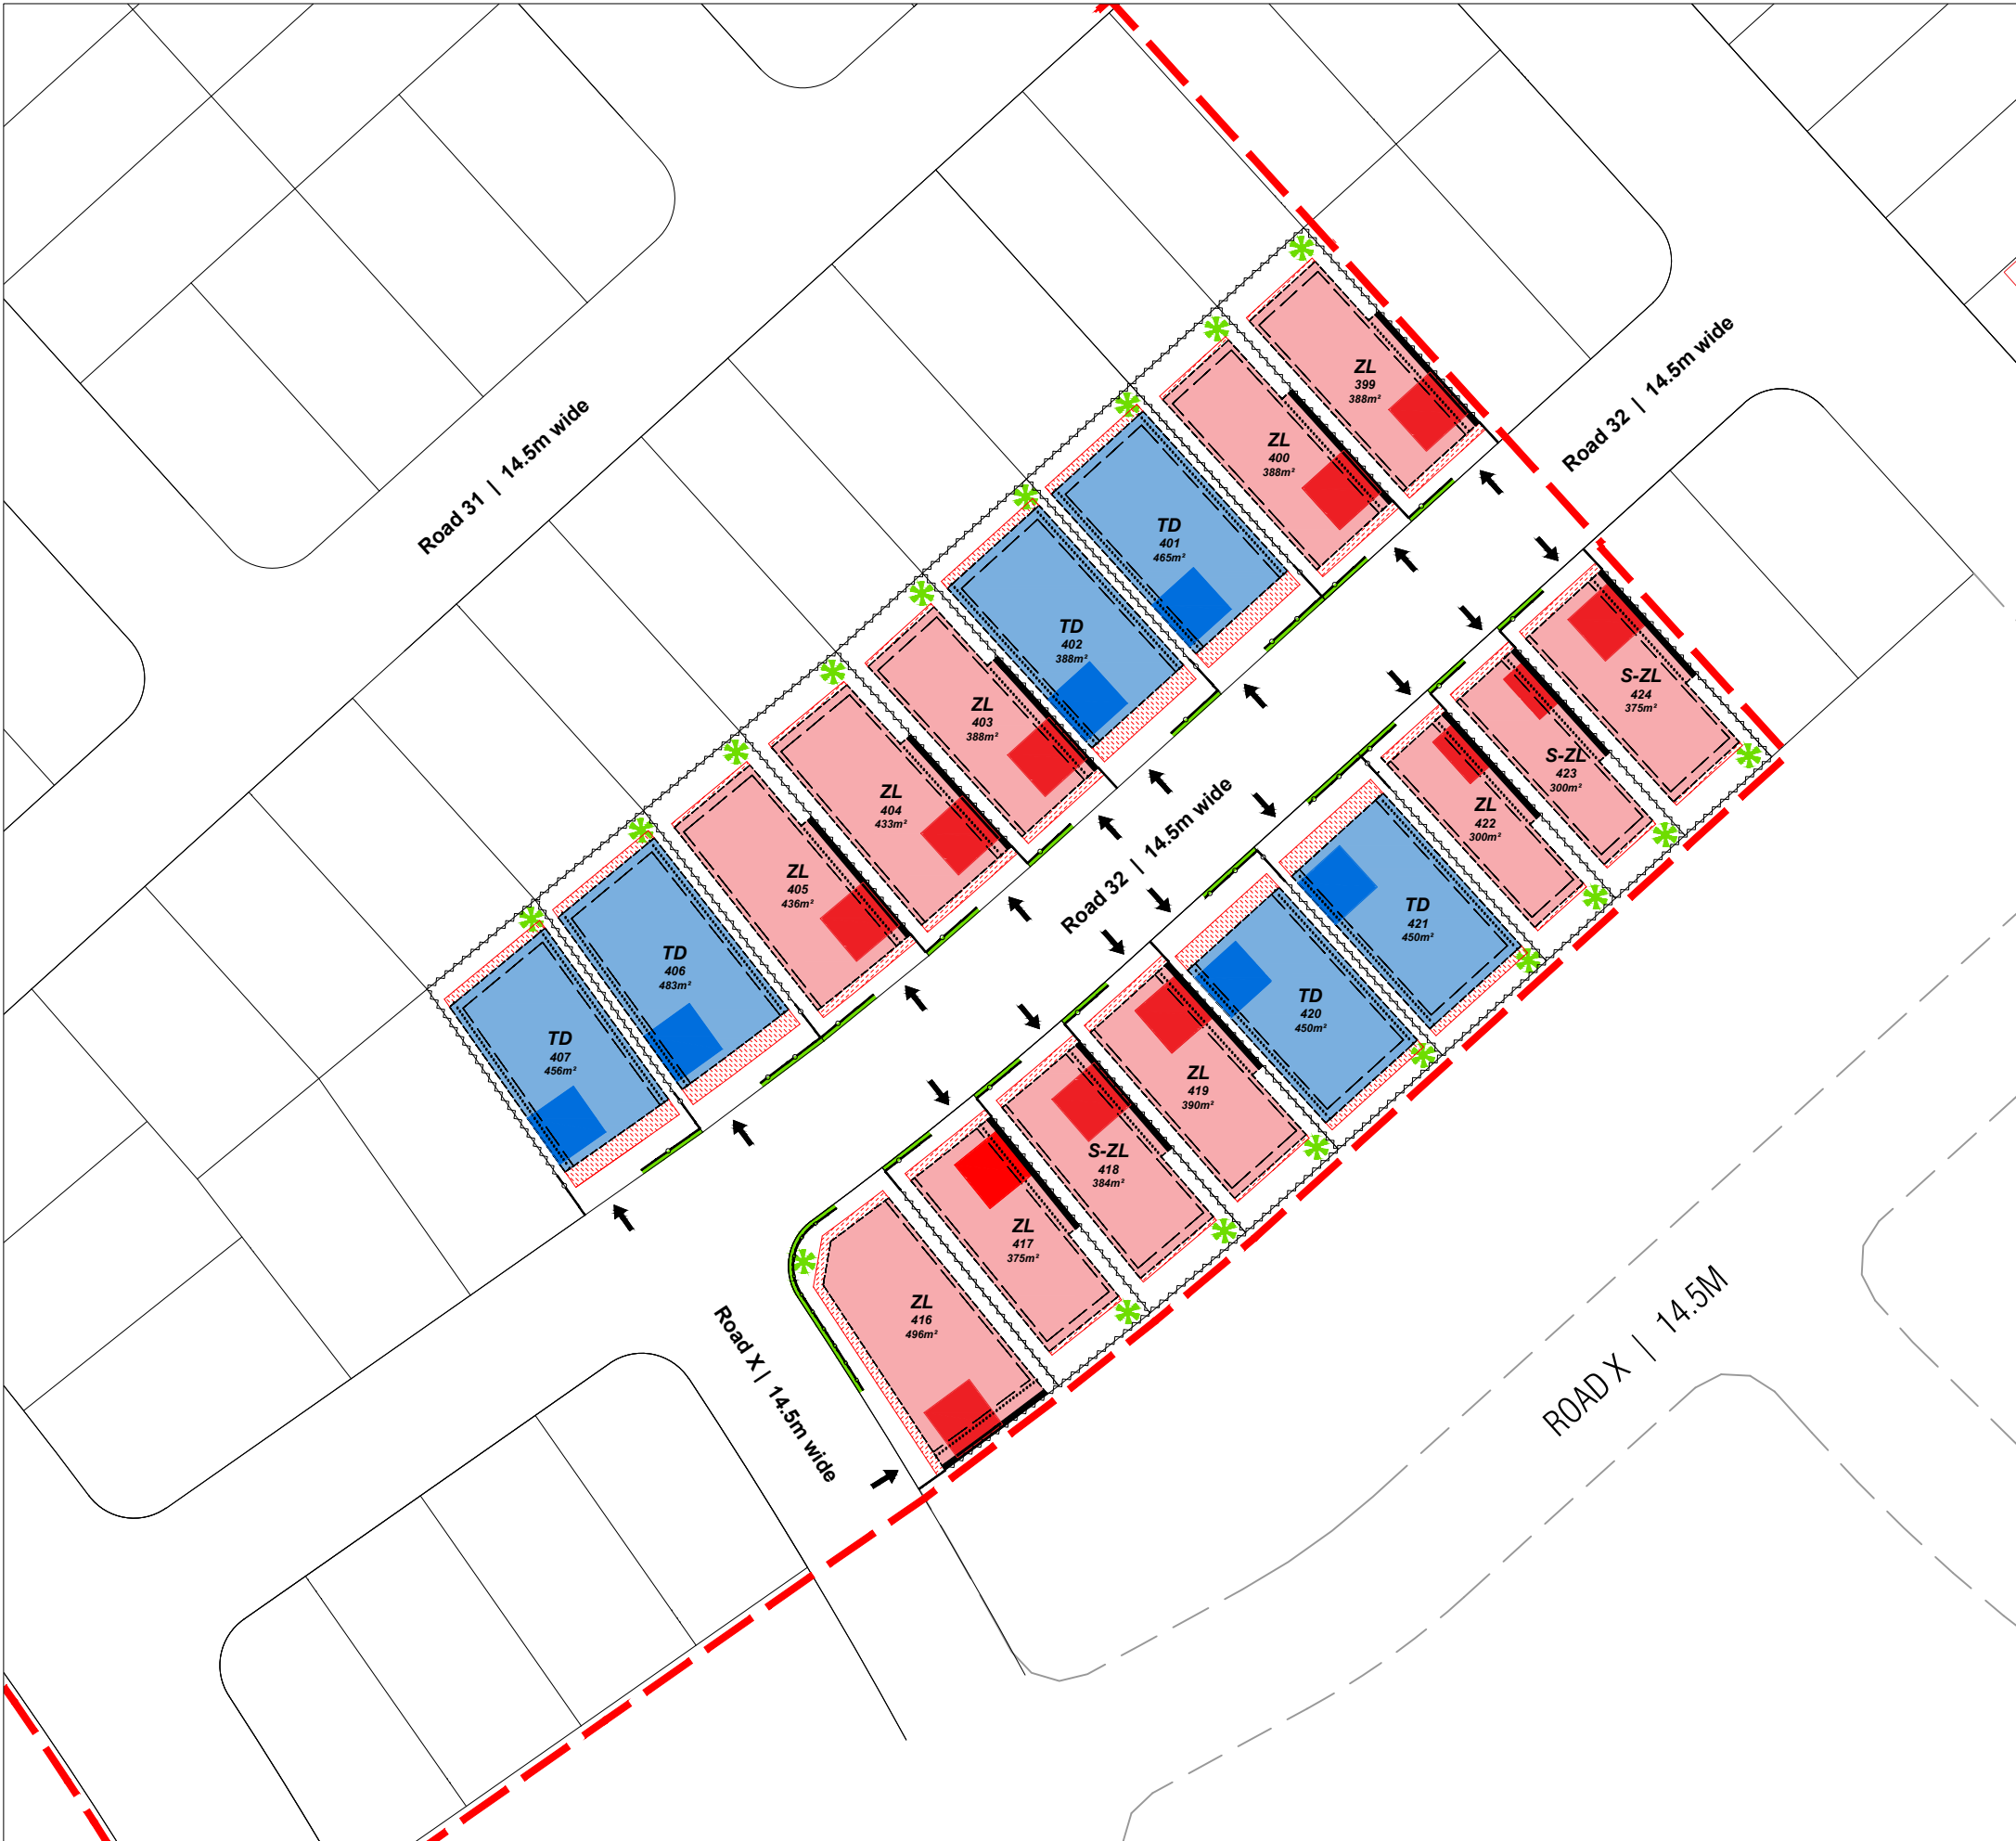 Road 31 | 14.5m wide
Road 32 | 14.5m wide
ZL
399
388m²
ZL
400
388m²
TD
401
465m²
TD
402
388m²
ZL
403
388m²
ZL
404
433m²
ZL
405
436m²
TD
406
483m²
TD
407
456m²
Road 32 | 14.5m wide
S-ZL
424
375m²
S-ZL
423
300m²
ZL
422
300m²
TD
421
450m²
TD
420
450m²
ZL
419
390m²
S-ZL
418
384m²
ZL
417
375m²
ZL
416
496m²
Road X | 14.5m wide
ROAD X | 14.5M